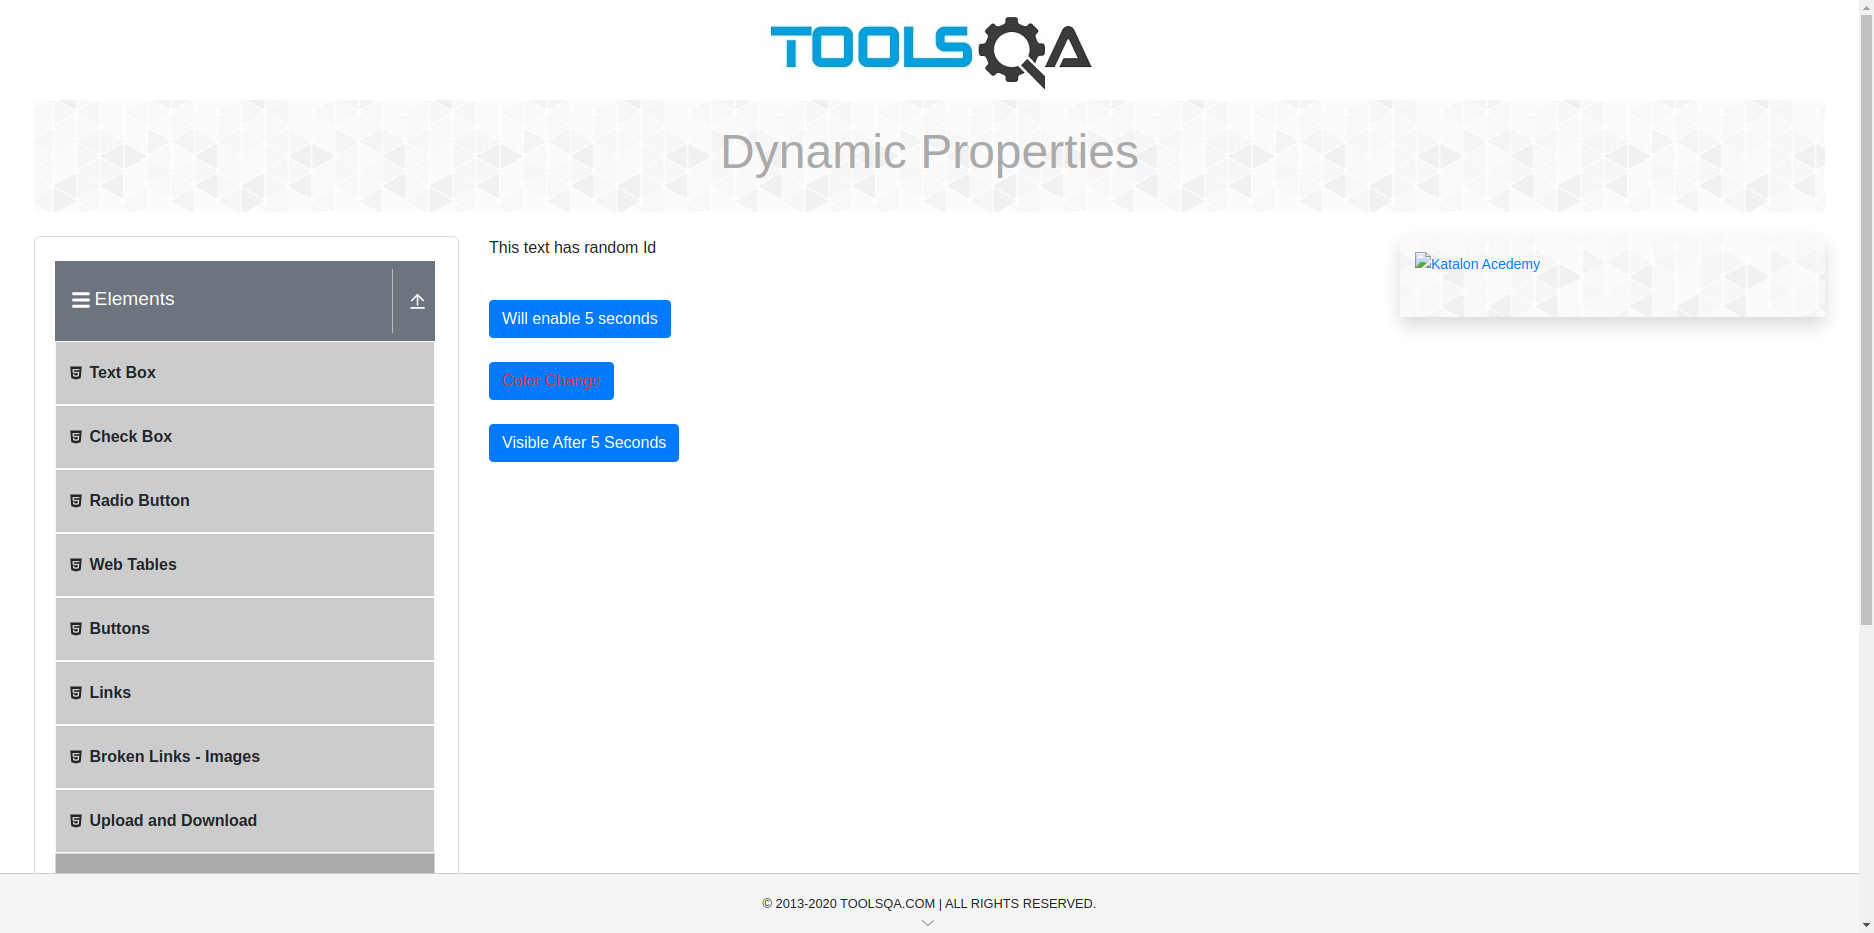 TOOLSQA
Dynamic Properties
Elements
Text Box
Check Box
Radio Button
Web Tables
Buttons
Links
Broken Links - Images
Upload and Download
This text has random Id
Will enable 5 seconds
Color Change
Visible After 5 Seconds
Katalon Acedemy
© 2013-2020 TOOLSQA.COM | ALL RIGHTS RESERVED.